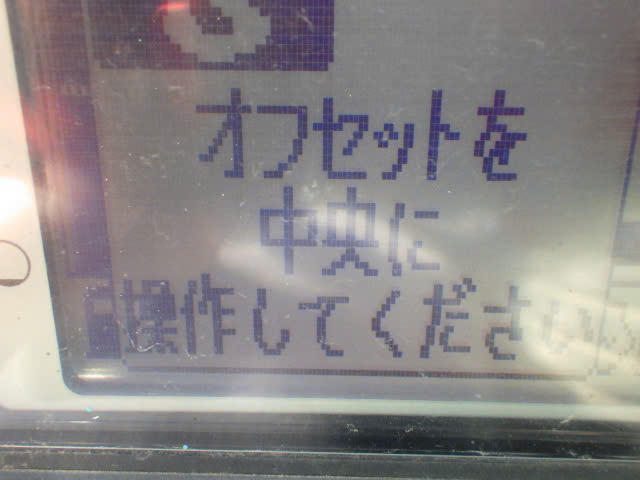 オフセットを
中央に
操作してください